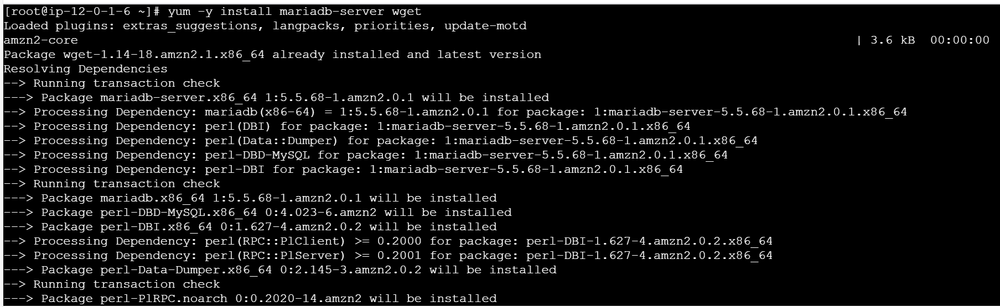 [root@ip-12-0-1-6 ~]# yum -y install mariadb-server wget
Loaded plugins: extras_suggestions, langpacks, priorities, update-motd
amzn2-core | 3.6 kB 00:00:00
Package wget-1.14-18.amzn2.1.x86_64 already installed and latest version
Resolving Dependencies
--> Running transaction check
---> Package mariadb-server.x86_64 1:5.5.68-1.amzn2.0.1 will be installed
--> Processing Dependency: mariadb(x86-64) = 1:5.5.68-1.amzn2.0.1 for package: 1:mariadb-server-5.5.68-1.amzn2.0.1.x86_64
--> Processing Dependency: perl(DBI) for package: 1:mariadb-server-5.5.68-1.amzn2.0.1.x86_64
--> Processing Dependency: perl(Data::Dumper) for package: 1:mariadb-server-5.5.68-1.amzn2.0.1.x86_64
--> Processing Dependency: perl-DBD-MySQL for package: 1:mariadb-server-5.5.68-1.amzn2.0.1.x86_64
--> Processing Dependency: perl-DBI for package: 1:mariadb-server-5.5.68-1.amzn2.0.1.x86_64
--> Running transaction check
---> Package mariadb.x86_64 1:5.5.68-1.amzn2.0.1 will be installed
---> Package perl-DBD-MySQL.x86_64 0:4.023-6.amzn2 will be installed
---> Package perl-DBI.x86_64 0:1.627-4.amzn2.0.2 will be installed
--> Processing Dependency: perl(RPC::PlClient) >= 0.2000 for package: perl-DBI-1.627-4.amzn2.0.2.x86_64
--> Processing Dependency: perl(RPC::PlServer) >= 0.2001 for package: perl-DBI-1.627-4.amzn2.0.2.x86_64
---> Package perl-Data-Dumper.x86_64 0:2.145-3.amzn2.0.2 will be installed
--> Running transaction check
---> Package perl-PlRPC.noarch 0:0.2020-14.amzn2 will be installed